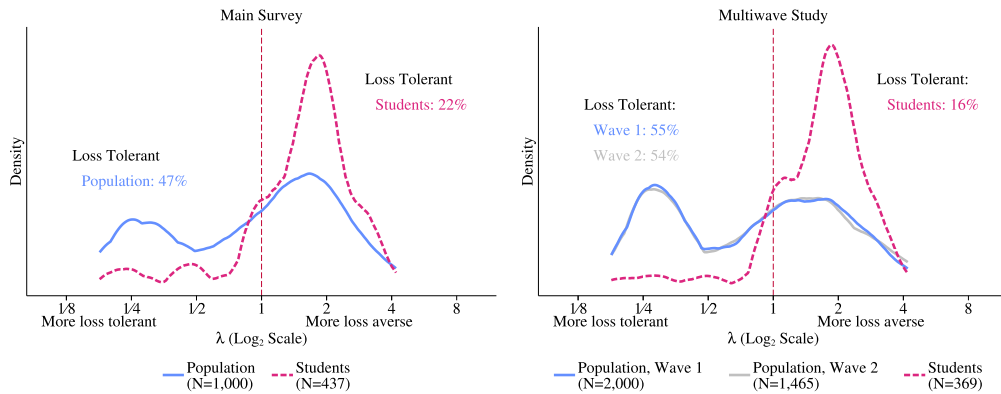 Main Survey
Loss Tolerant
Students: 22%
Loss Tolerant
Population: 47%
Density
1/8
1/4
1/2
1
2
4
8
More loss tolerant
More loss averse
λ (Log₂ Scale)
Population
(N=1,000)
Students
(N=437)
Multiwave Study
Loss Tolerant:
Students: 16%
Loss Tolerant:
Wave 1: 55%
Wave 2: 54%
Density
1/8
1/4
1/2
1
2
4
8
More loss tolerant
More loss averse
λ (Log₂ Scale)
Population, Wave 1
(N=2,000)
Population, Wave 2
(N=1,465)
Students
(N=369)